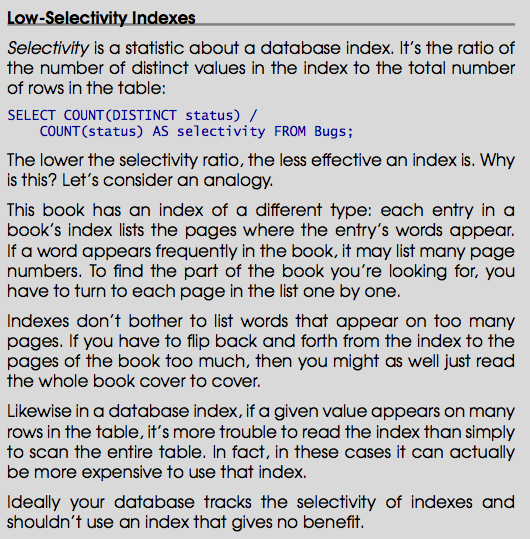 Low-Selectivity Indexes
Selectivity is a statistic about a database index. It's the ratio of
the number of distinct values in the index to the total number
of rows in the table:
SELECT COUNT(DISTINCT status) /
    COUNT(status) AS selectivity FROM Bugs;
The lower the selectivity ratio, the less effective an index is. Why
is this? Let's consider an analogy.
This book has an index of a different type: each entry in a
book's index lists the pages where the entry's words appear.
If a word appears frequently in the book, it may list many page
numbers. To find the part of the book you're looking for, you
have to turn to each page in the list one by one.
Indexes don't bother to list words that appear on too many
pages. If you have to flip back and forth from the index to the
pages of the book too much, then you might as well just read
the whole book cover to cover.
Likewise in a database index, if a given value appears on many
rows in the table, it's more trouble to read the index than simply
to scan the entire table. In fact, in these cases it can actually
be more expensive to use that index.
Ideally your database tracks the selectivity of indexes and
shouldn't use an index that gives no benefit.